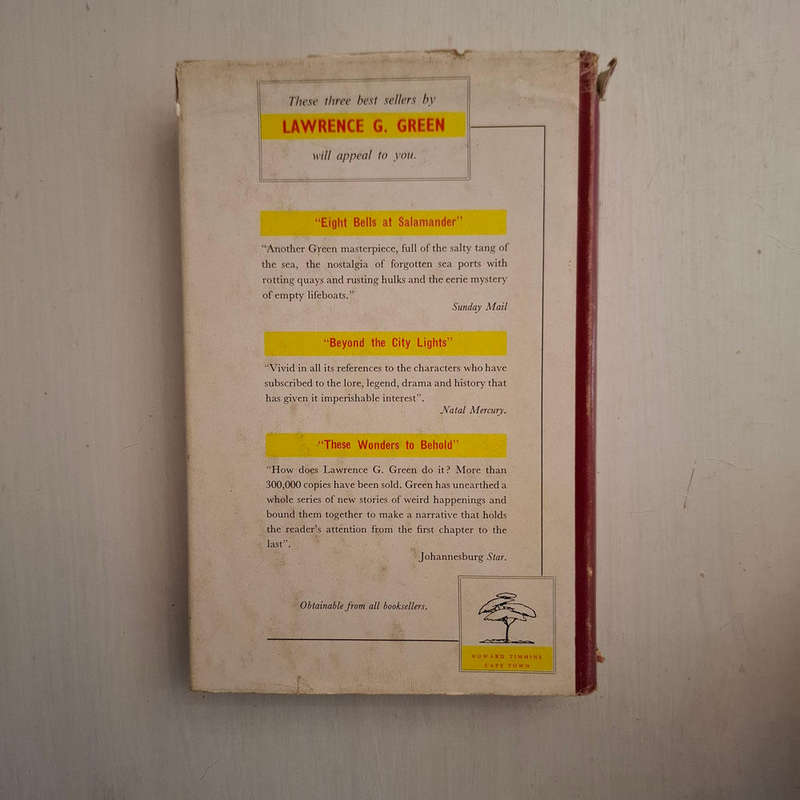 These three best sellers by
LAWRENCE G. GREEN
will appeal to you.
"Eight Bells at Salamander"
"Another Green masterpiece, full of the salty tang of
the sea, the nostalgia of forgotten sea ports with
rotting quays and rusting hulks and the eerie mystery
of empty lifeboats."
Sunday Mail
"Beyond the City Lights"
"Vivid in all its references to the characters who have
subscribed to the lore, legend, drama and history that
has given it imperishable interest".
Natal Mercury.
"These Wonders to Behold"
"How does Lawrence G. Green do it? More than
300,000 copies have been sold. Green has unearthed a
whole series of new stories of weird happenings and
bound them together to make a narrative that holds
the reader's attention from the first chapter to the
last".
Johannesburg Star.
Obtainable from all booksellers.
HOWARD TIMMINS
CAPE TOWN